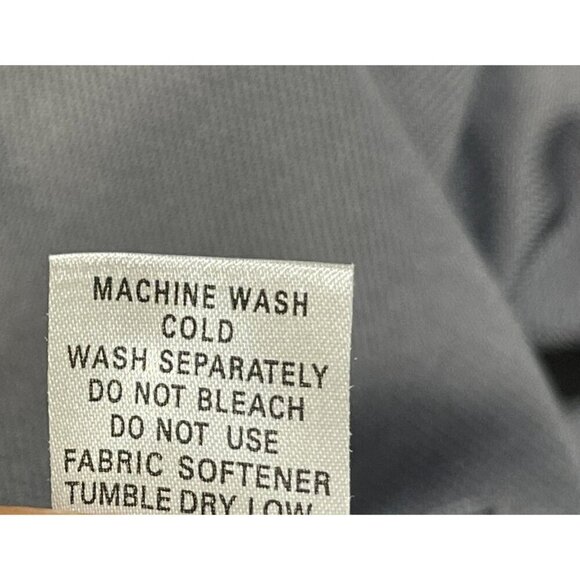 MACHINE WASH
COLD
WASH SEPARATELY
DO NOT BLEACH
DO NOT USE
FABRIC SOFTENER
TUMBLE DRY LOW